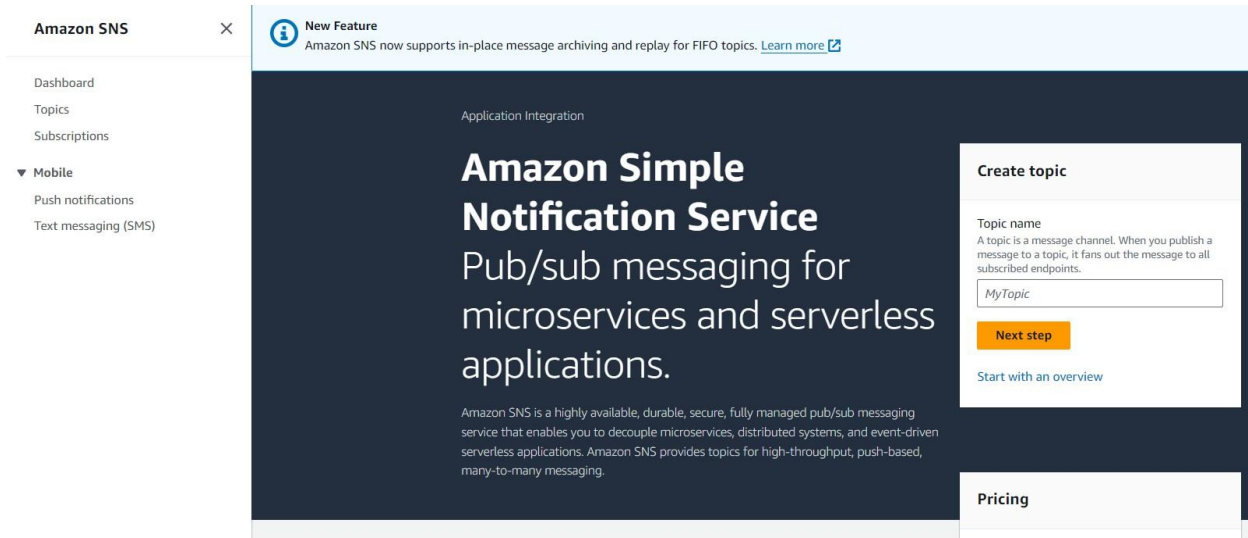 Amazon SNS
Dashboard
Topics
Subscriptions
Mobile
Push notifications
Text messaging (SMS)
New Feature
Amazon SNS now supports in-place message archiving and replay for FIFO topics. Learn more
Application Integration
Amazon Simple
Notification Service
Pub/sub messaging for
microservices and serverless
applications.
Amazon SNS is a highly available, durable, secure, fully managed pub/sub messaging
service that enables you to decouple microservices, distributed systems, and event-driven
serverless applications. Amazon SNS provides topics for high-throughput, push-based,
many-to-many messaging.
Create topic
Topic name
A topic is a message channel. When you publish a
message to a topic, it fans out the message to all
subscribed endpoints.
MyTopic
Next step
Start with an overview
Pricing